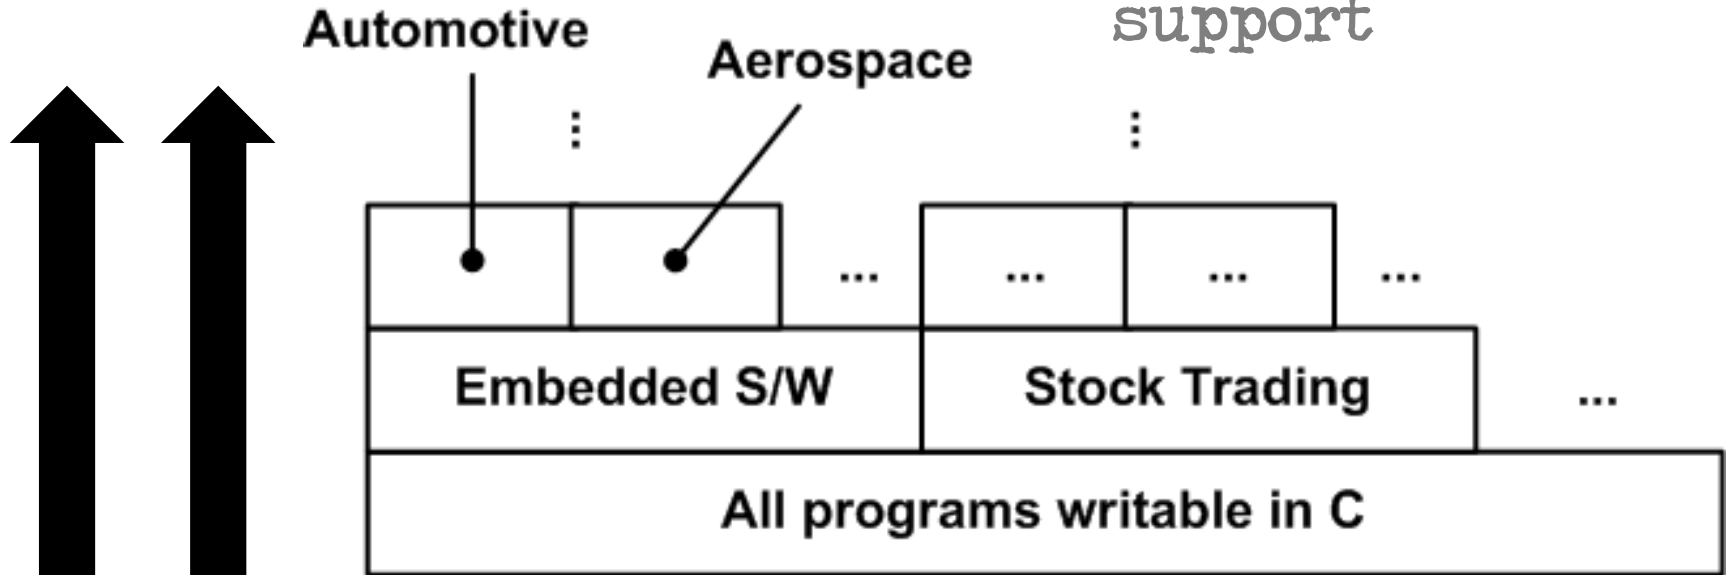 support
Automotive
Aerospace
⋮ ⋮
... ... ... ...
Embedded S/W Stock Trading
...
All programs writable in C